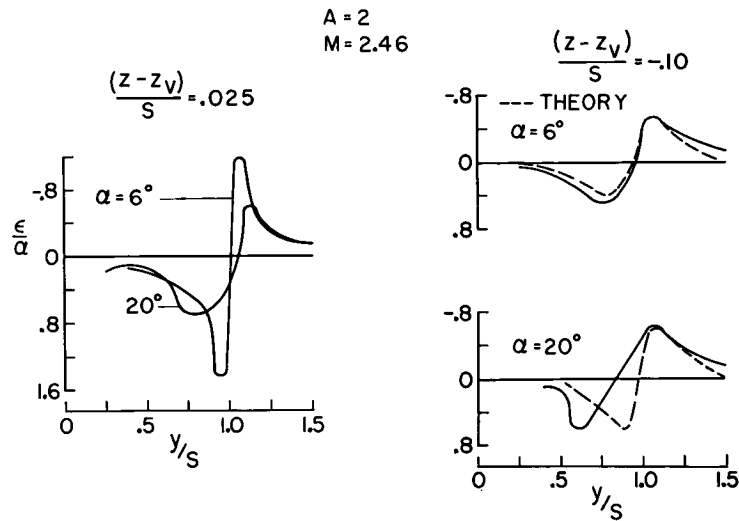 A = 2
M = 2.46
(z - z_v)/S = .025
-.8
0
.8
1.6
ε/α
α = 6°
20°
0
.5
1.0
1.5
y/s
(z - z_v)/S = -.10
--- THEORY
-.8
0
.8
α = 6°
-.8
0
.8
α = 20°
0
.5
1.0
1.5
y/s